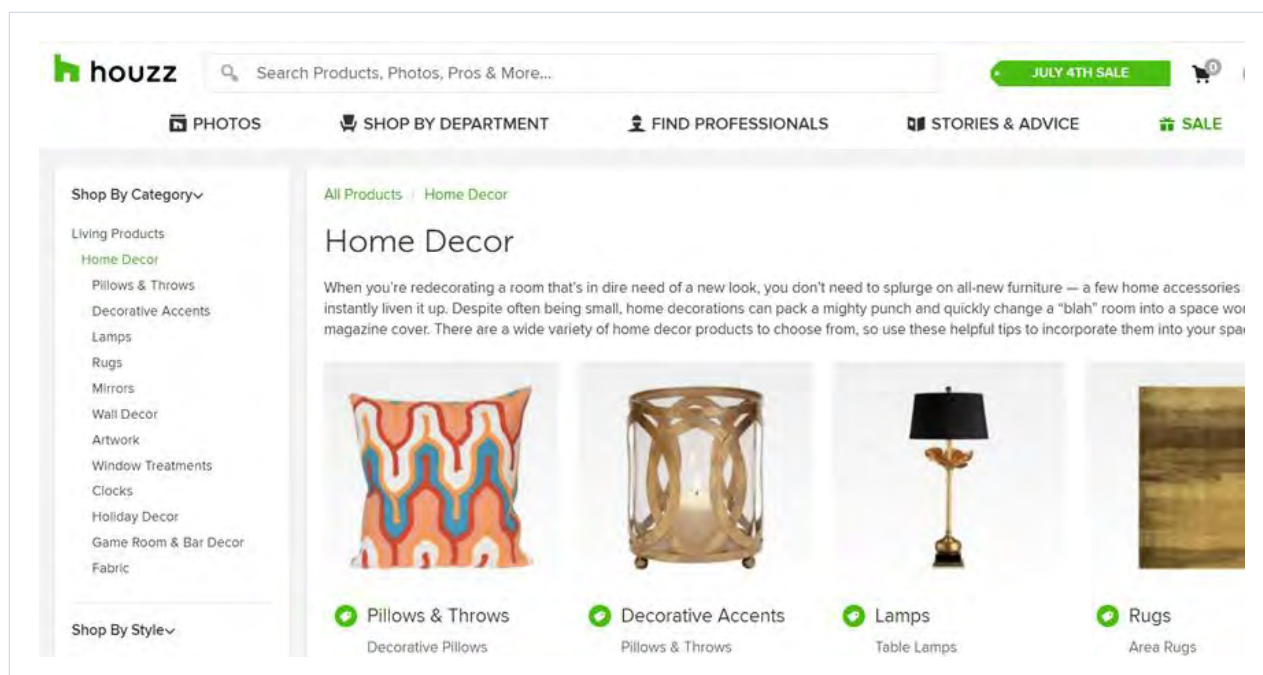 houzz
Search Products, Photos, Pros & More...
JULY 4TH SALE
0
PHOTOS
SHOP BY DEPARTMENT
FIND PROFESSIONALS
STORIES & ADVICE
SALE
Shop By Category
Living Products
Home Decor
Pillows & Throws
Decorative Accents
Lamps
Rugs
Mirrors
Wall Decor
Artwork
Window Treatments
Clocks
Holiday Decor
Game Room & Bar Decor
Fabric
Shop By Style
All Products | Home Decor
Home Decor
When you're redecorating a room that's in dire need of a new look, you don't need to splurge on all-new furniture — a few home accessories
instantly liven it up. Despite often being small, home decorations can pack a mighty punch and quickly change a "blah" room into a space
magazine cover. There are a wide variety of home decor products to choose from, so use these helpful tips to incorporate them into your
Pillows & Throws
Decorative Pillows
Decorative Accents
Pillows & Throws
Lamps
Table Lamps
Rugs
Area Rugs